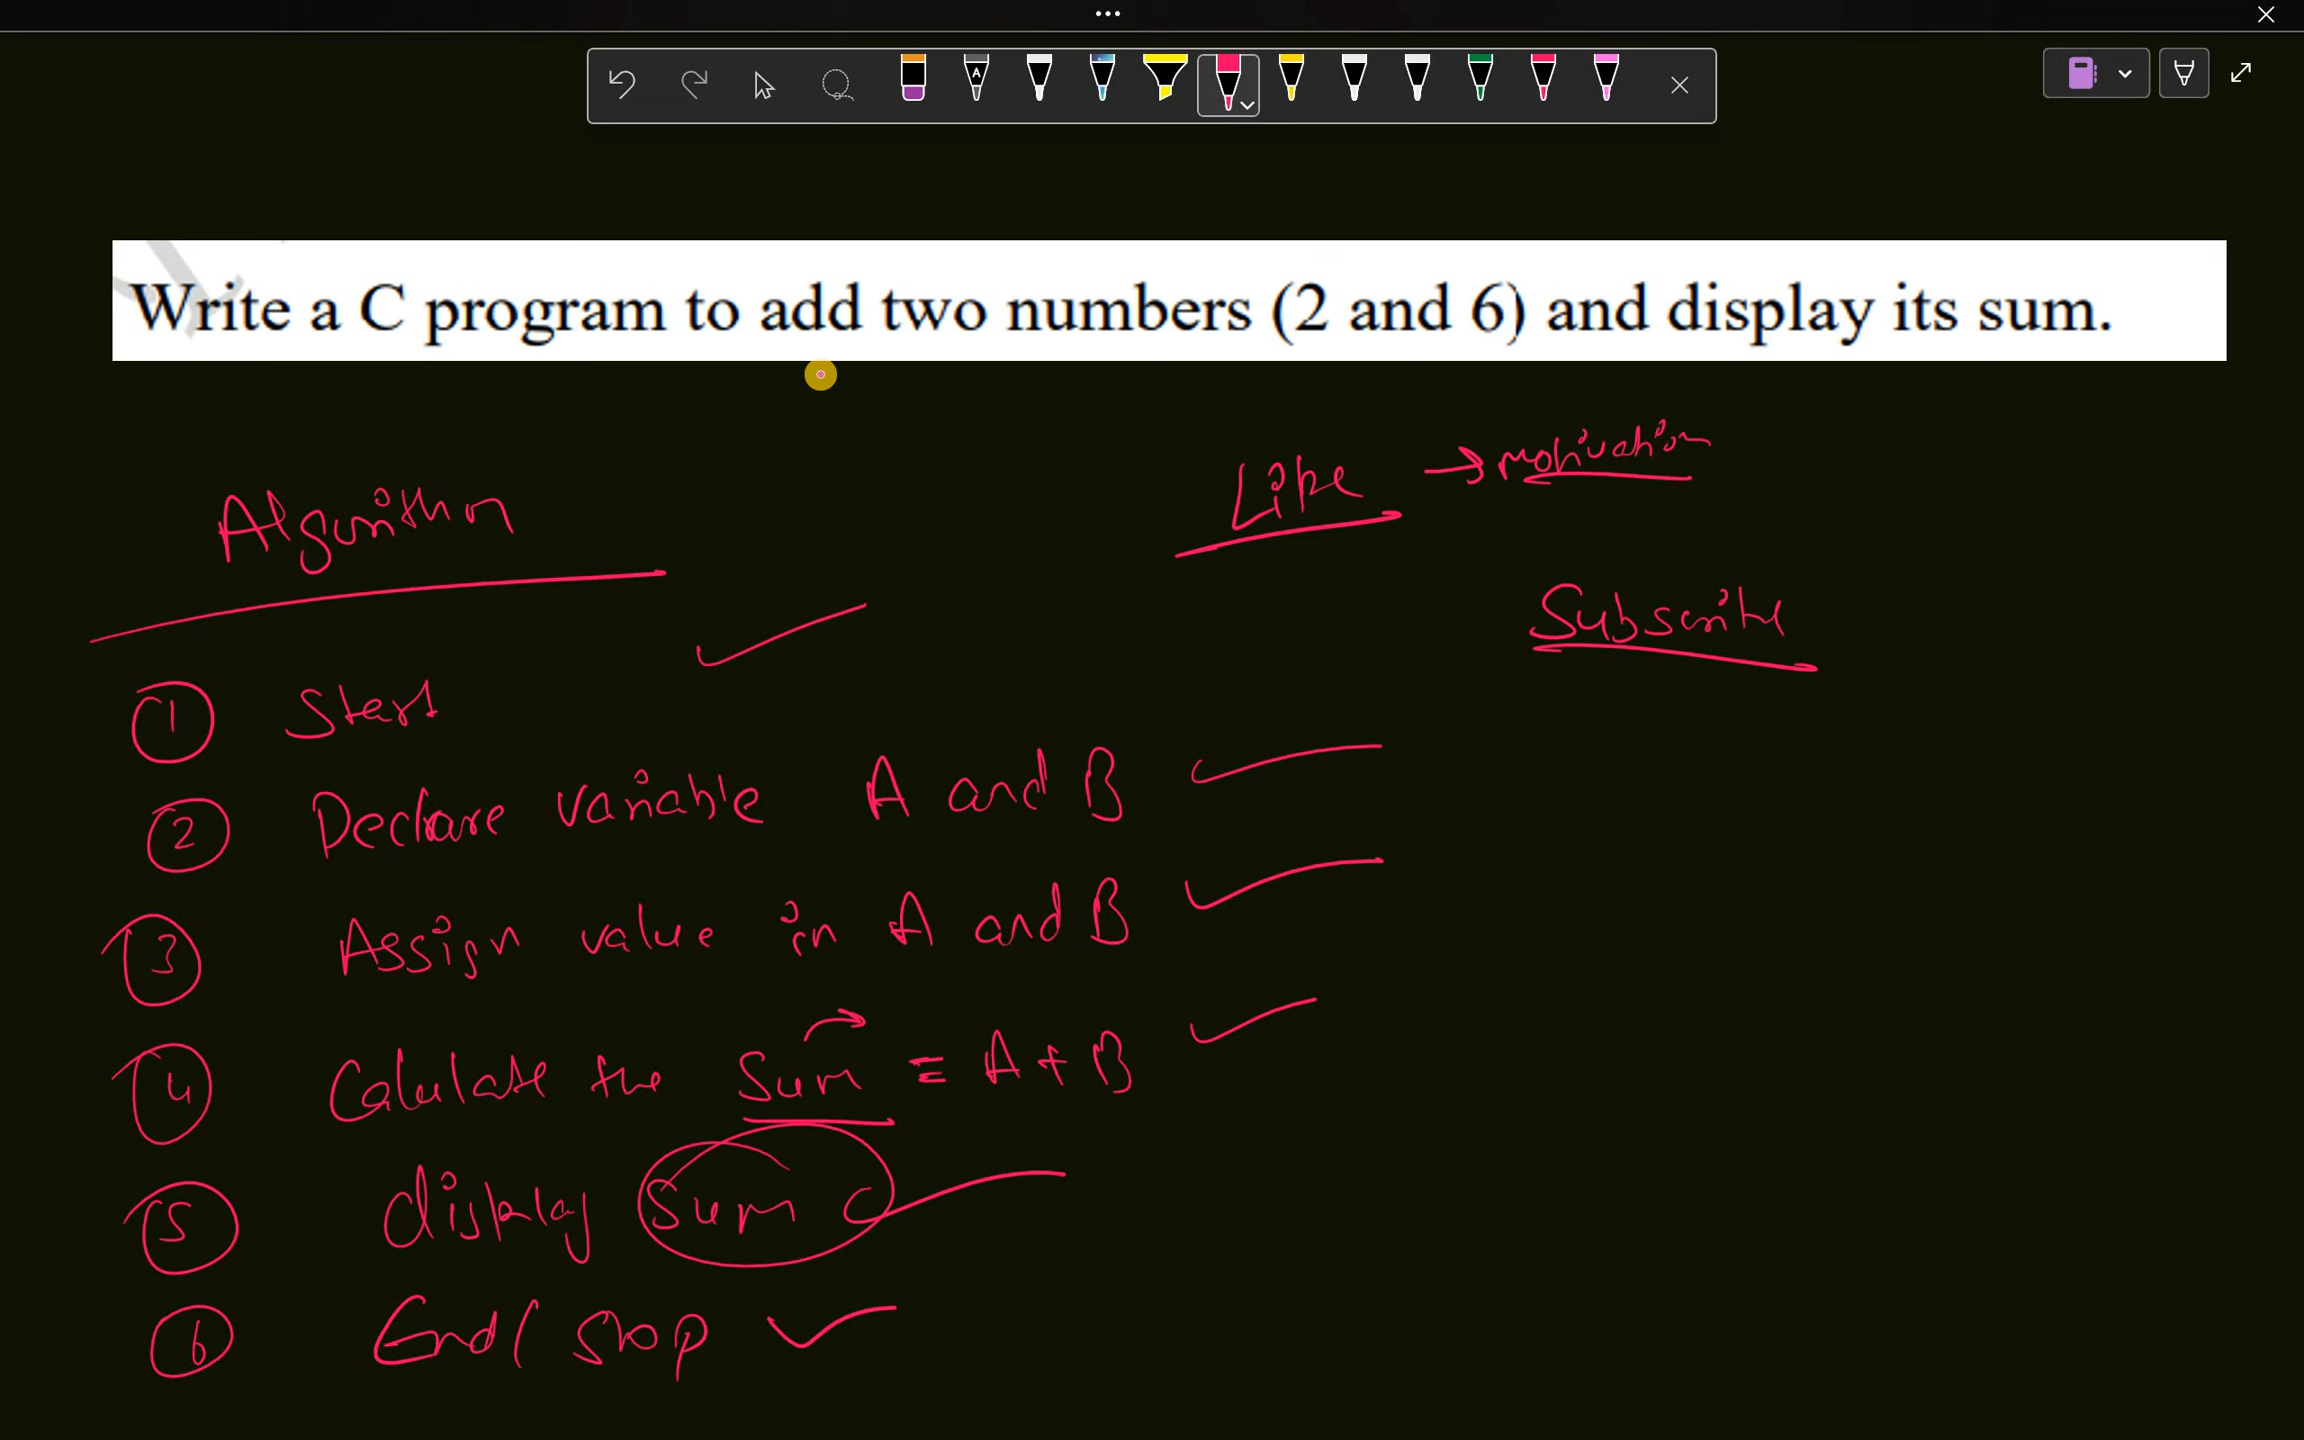 Write a C program to add two numbers (2 and 6) and display its sum.
Like → motivation
Algorithm
Subscribe
1 Start
2 Declare variable A and B
3 Assign value in A and B
4 Calulate the Sum = A + B
5 display Sum
6 End/ Stop